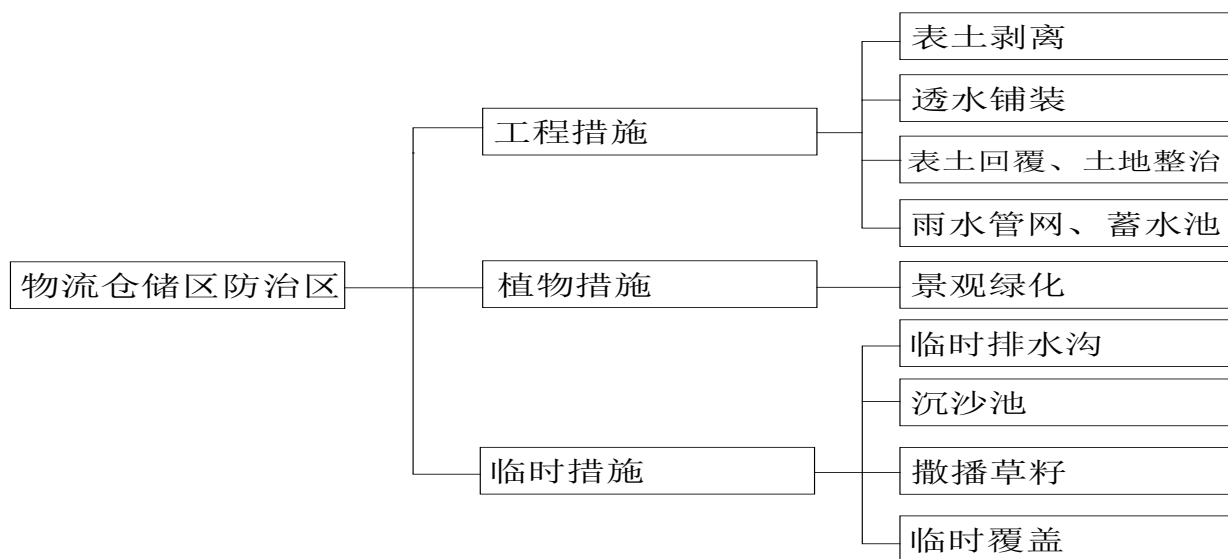 物流仓储区防治区
工程措施
表土剥离
透水铺装
表土回覆、土地整治
雨水管网、蓄水池
植物措施
景观绿化
临时措施
临时排水沟
沉沙池
撒播草籽
临时覆盖